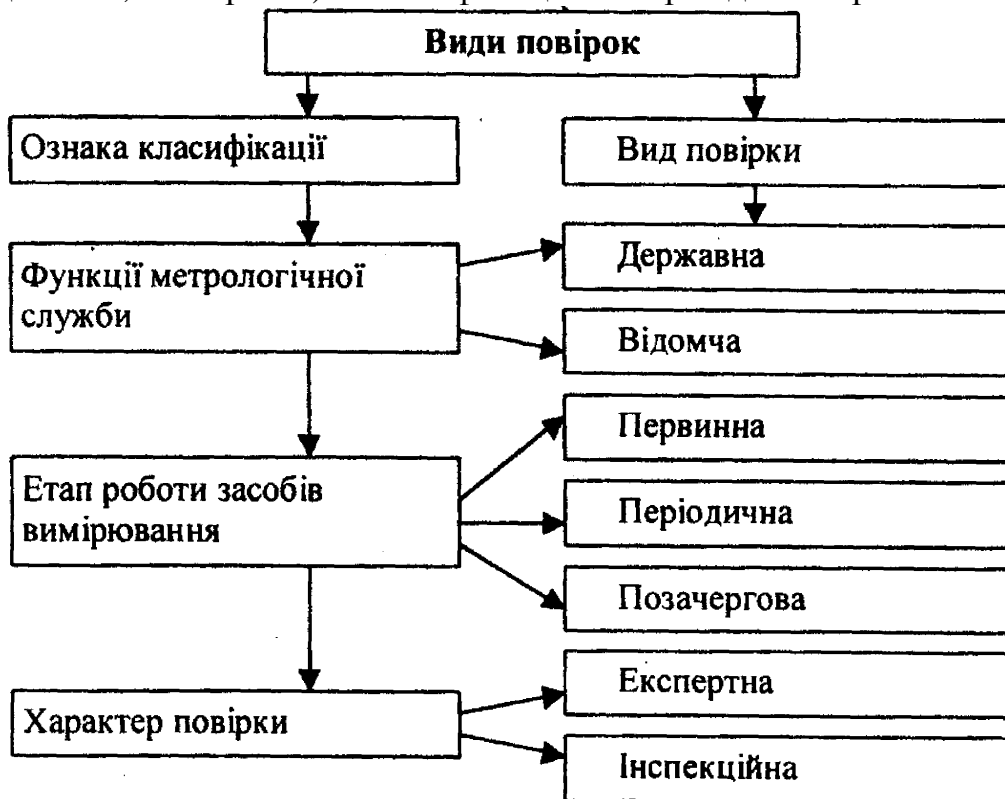 Види повірок
Ознака класифікації
Вид повірки
Функції метрологічної
служби
Державна
Відомча
Етап роботи засобів
вимірювання
Первинна
Періодична
Позачергова
Характер повірки
Експертна
Інспекційна